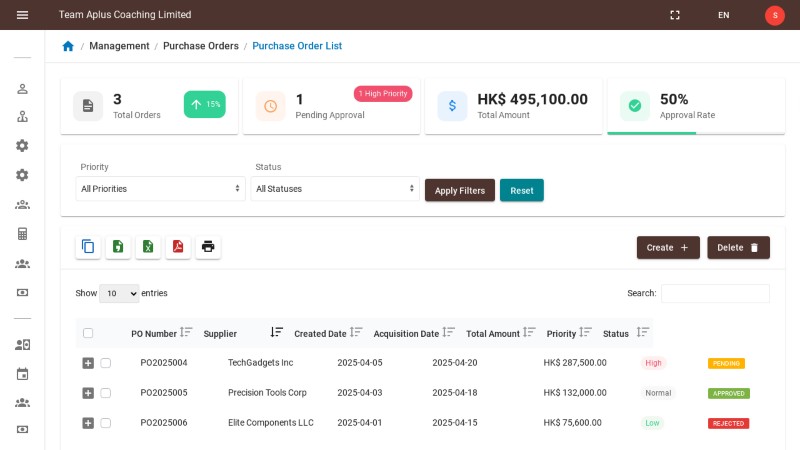 Team Aplus Coaching Limited
EN
S
Management / Purchase Orders / Purchase Order List
3
Total Orders
15%
1
Pending Approval
1 High Priority
HK$ 495,100.00
Total Amount
50%
Approval Rate
Priority
Status
All Priorities
All Statuses
Apply Filters
Reset
Create
Delete
Show 10 entries
Search:
PO Number Supplier Created Date Acquisition Date Total Amount Priority Status
PO2025004 TechGadgets Inc 2025-04-05 2025-04-20 HK$ 287,500.00 High PENDING
PO2025005 Precision Tools Corp 2025-04-03 2025-04-18 HK$ 132,000.00 Normal APPROVED
PO2025006 Elite Components LLC 2025-04-01 2025-04-15 HK$ 75,600.00 Low REJECTED